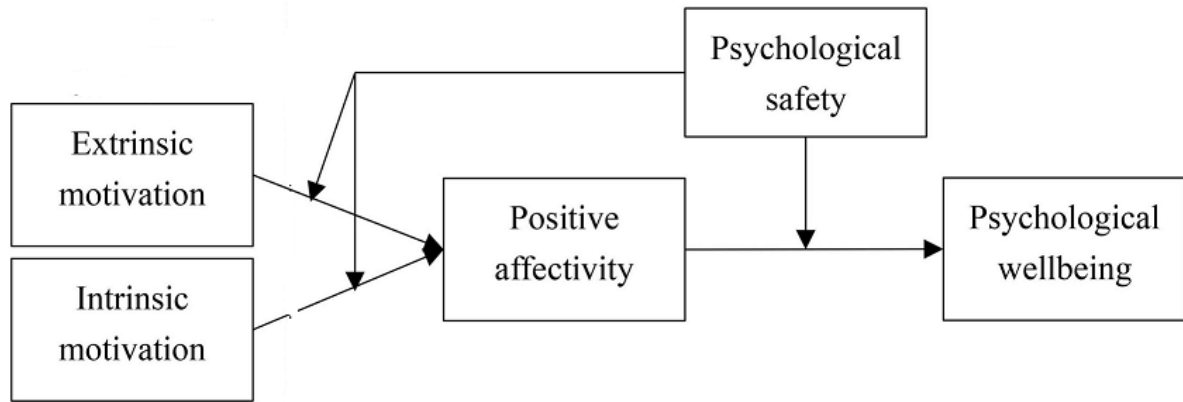 Psychological
safety
Extrinsic
motivation
Positive
affectivity
Psychological
wellbeing
Intrinsic
motivation